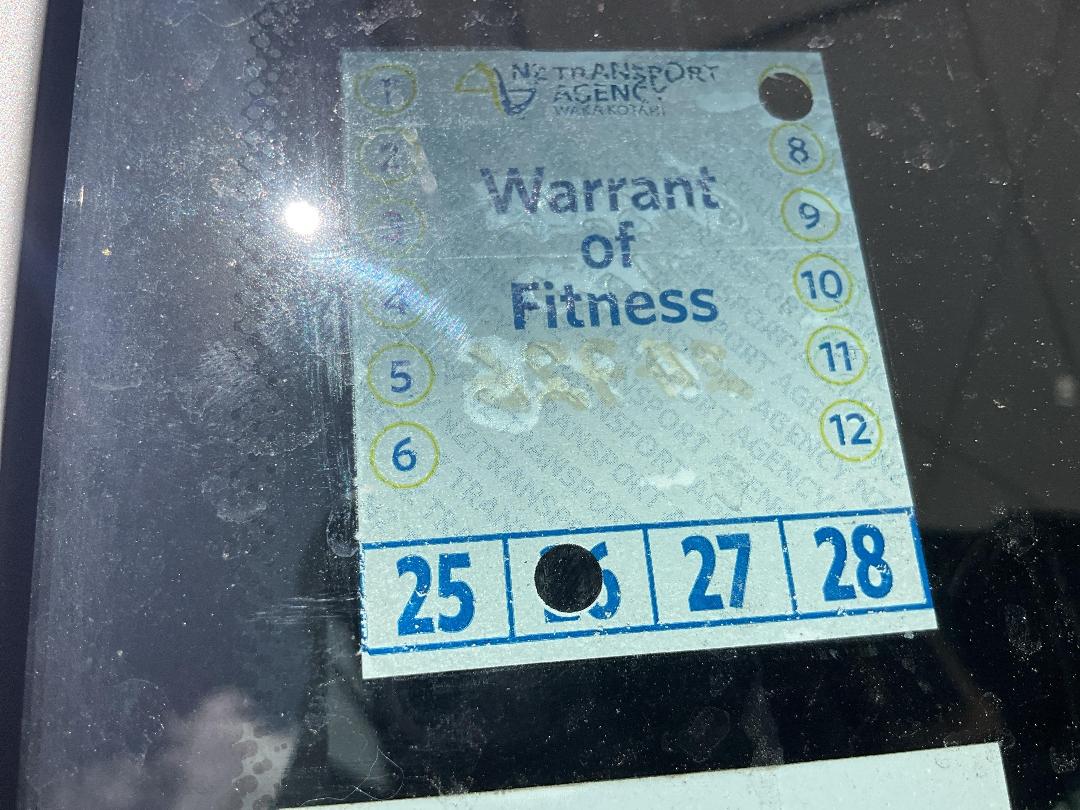 NZ TRANSPORT
AGENCY
WAKA KOTAHI
Warrant
of
Fitness
1
2
3
4
5
6
8
9
10
11
12
25
27
28